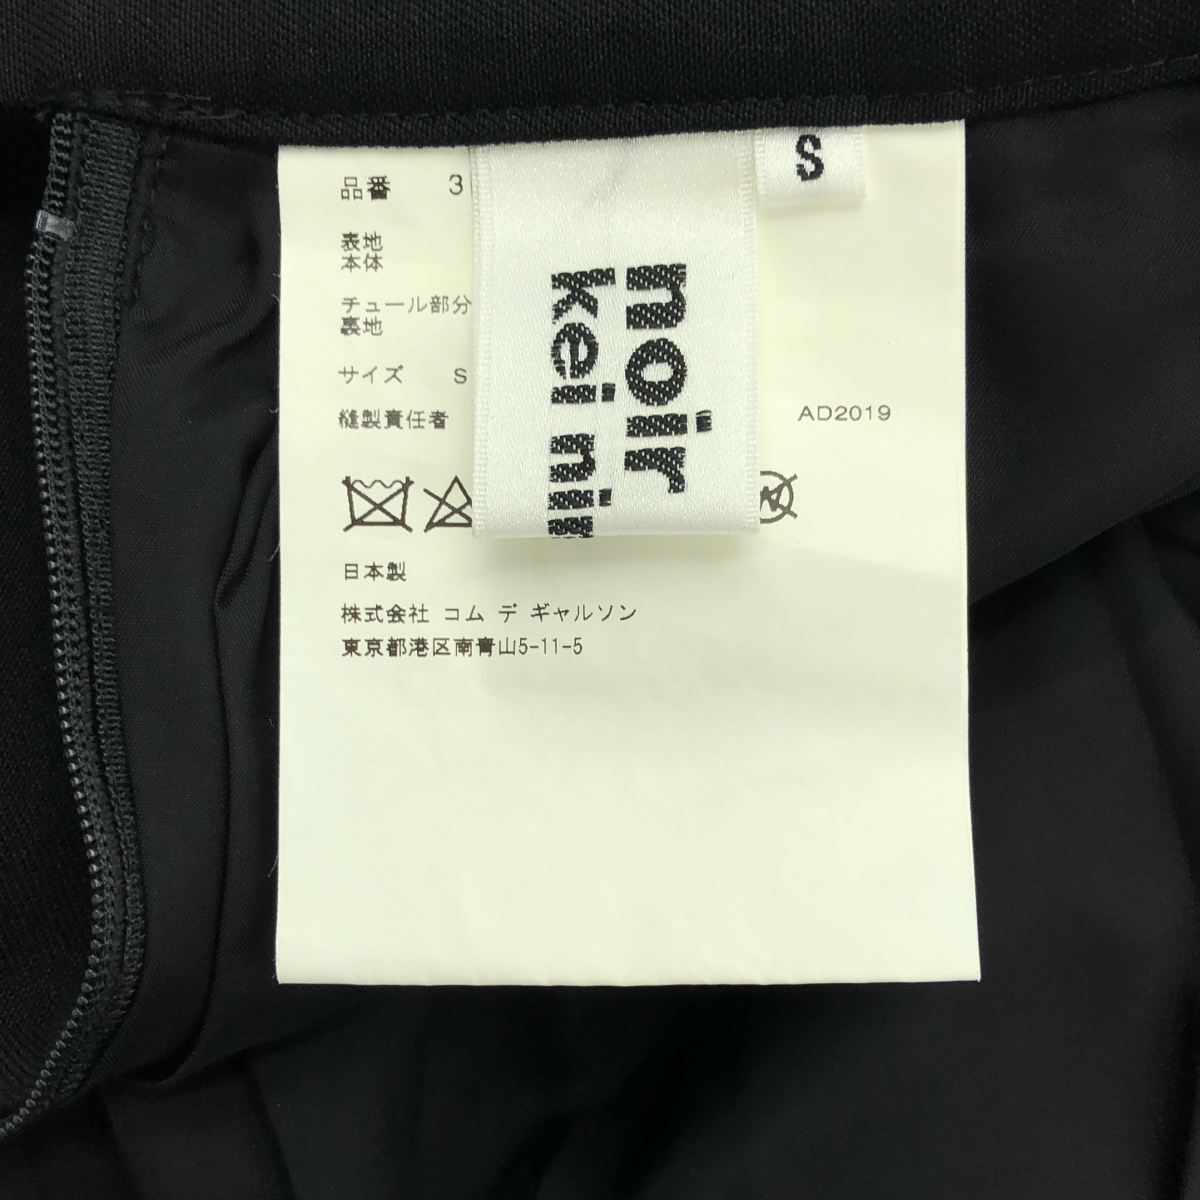 品番 3
表地
本体
チュール部分
裏地
サイズ S
縫製責任者
AD2019
日本製
株式会社 コム デ ギャルソン
東京都港区南青山5-11-5
noir
kei nin
S